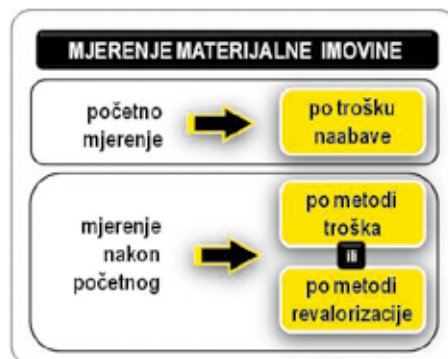 MJERENJE MATERIJALNE IMOVINE
početno
mjerenje
po trošku
naabave
mjerenje
nakon
početnog
po metodi
troška
ili
po metodi
revalorizacije